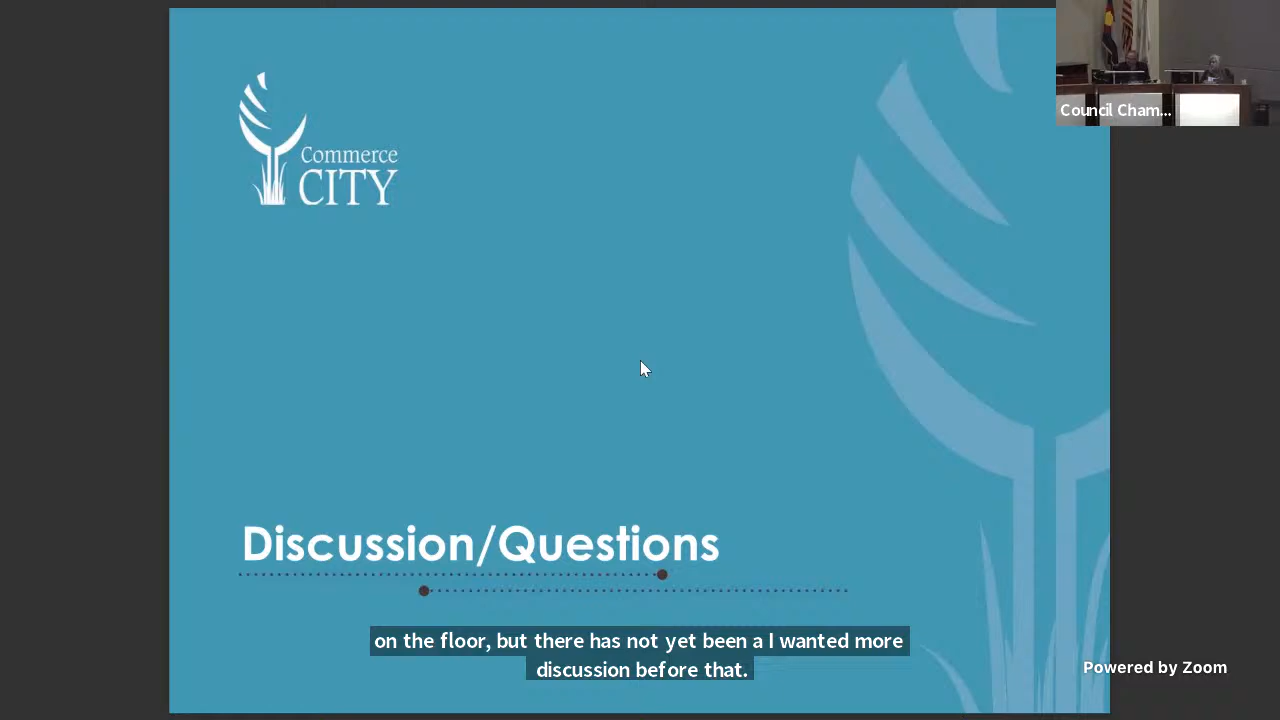 Council Cham...
Commerce
CITY
Discussion/Questions
on the floor, but there has not yet been a I wanted more
discussion before that.
Powered by Zoom